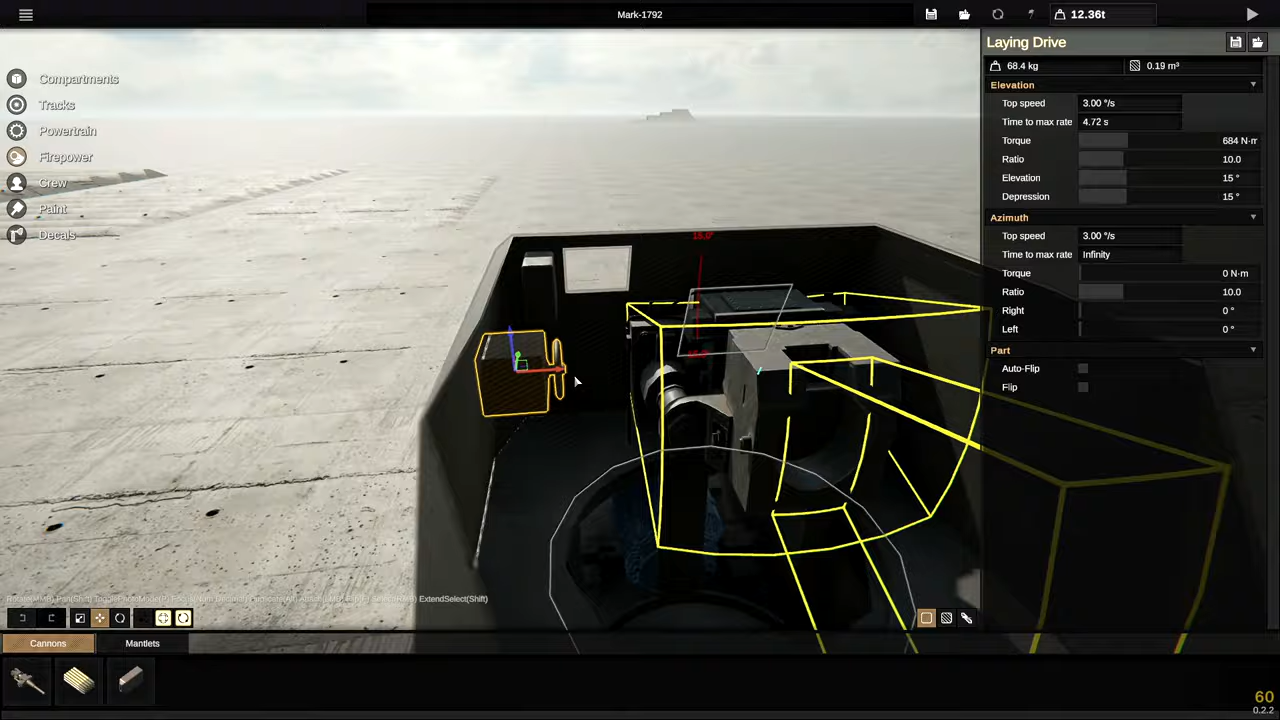 Mark-1792
12.36t
Compartments
Tracks
Powertrain
Firepower
Crew
Paint
Decals
Laying Drive
68.4 kg
0.19 m³
Elevation
Top speed 3.00 °/s
Time to max rate 4.72 s
Torque 684 N·m
Ratio 10.0
Elevation 15 °
Depression 15 °
Azimuth
Top speed 3.00 °/s
Time to max rate Infinity
Torque 0 N·m
Ratio 10.0
Right 0 °
Left 0 °
Part
Auto-Flip
Flip
15.0°
ExtendSelect(Shift)
Cannons
Mantlets
60
0.2.2